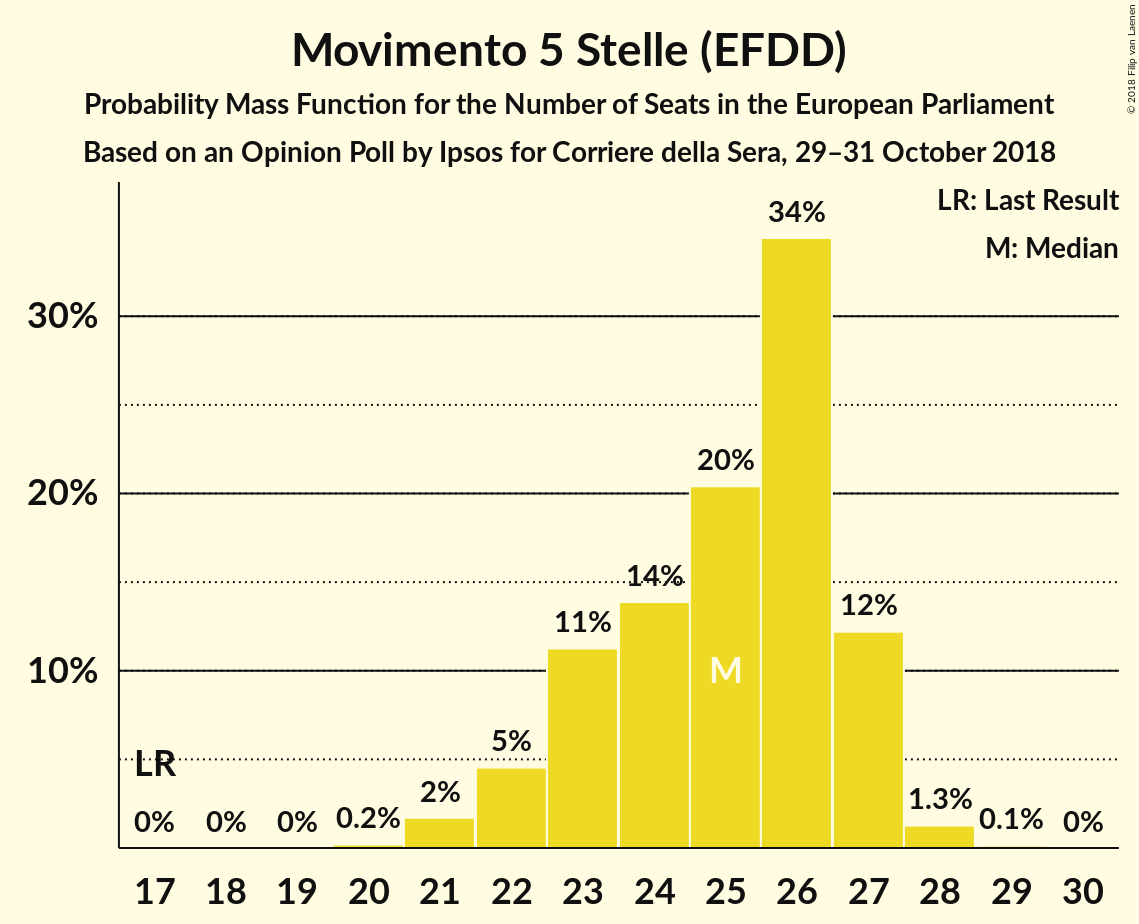 Movimento 5 Stelle (EFDD)
Probability Mass Function for the Number of Seats in the European Parliament
Based on an Opinion Poll by Ipsos for Corriere della Sera, 29–31 October 2018
© 2018 Filip van Laenen
LR: Last Result
M: Median
34%
30%
20%
20%
14%
12%
11%
10%
M
5%
LR
2%
1.3%
0% 0% 0% 0.2% 0.1% 0%
17 18 19 20 21 22 23 24 25 26 27 28 29 30